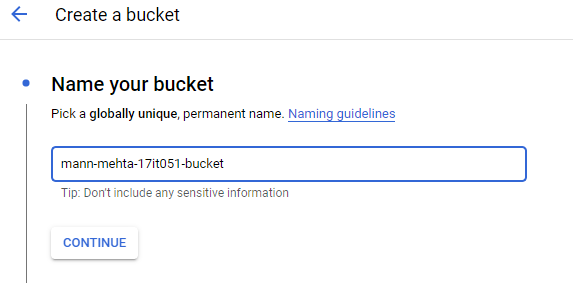 Create a bucket
Name your bucket
Pick a globally unique, permanent name. Naming guidelines
mann-mehta-17it051-bucket
Tip: Don't include any sensitive information
CONTINUE